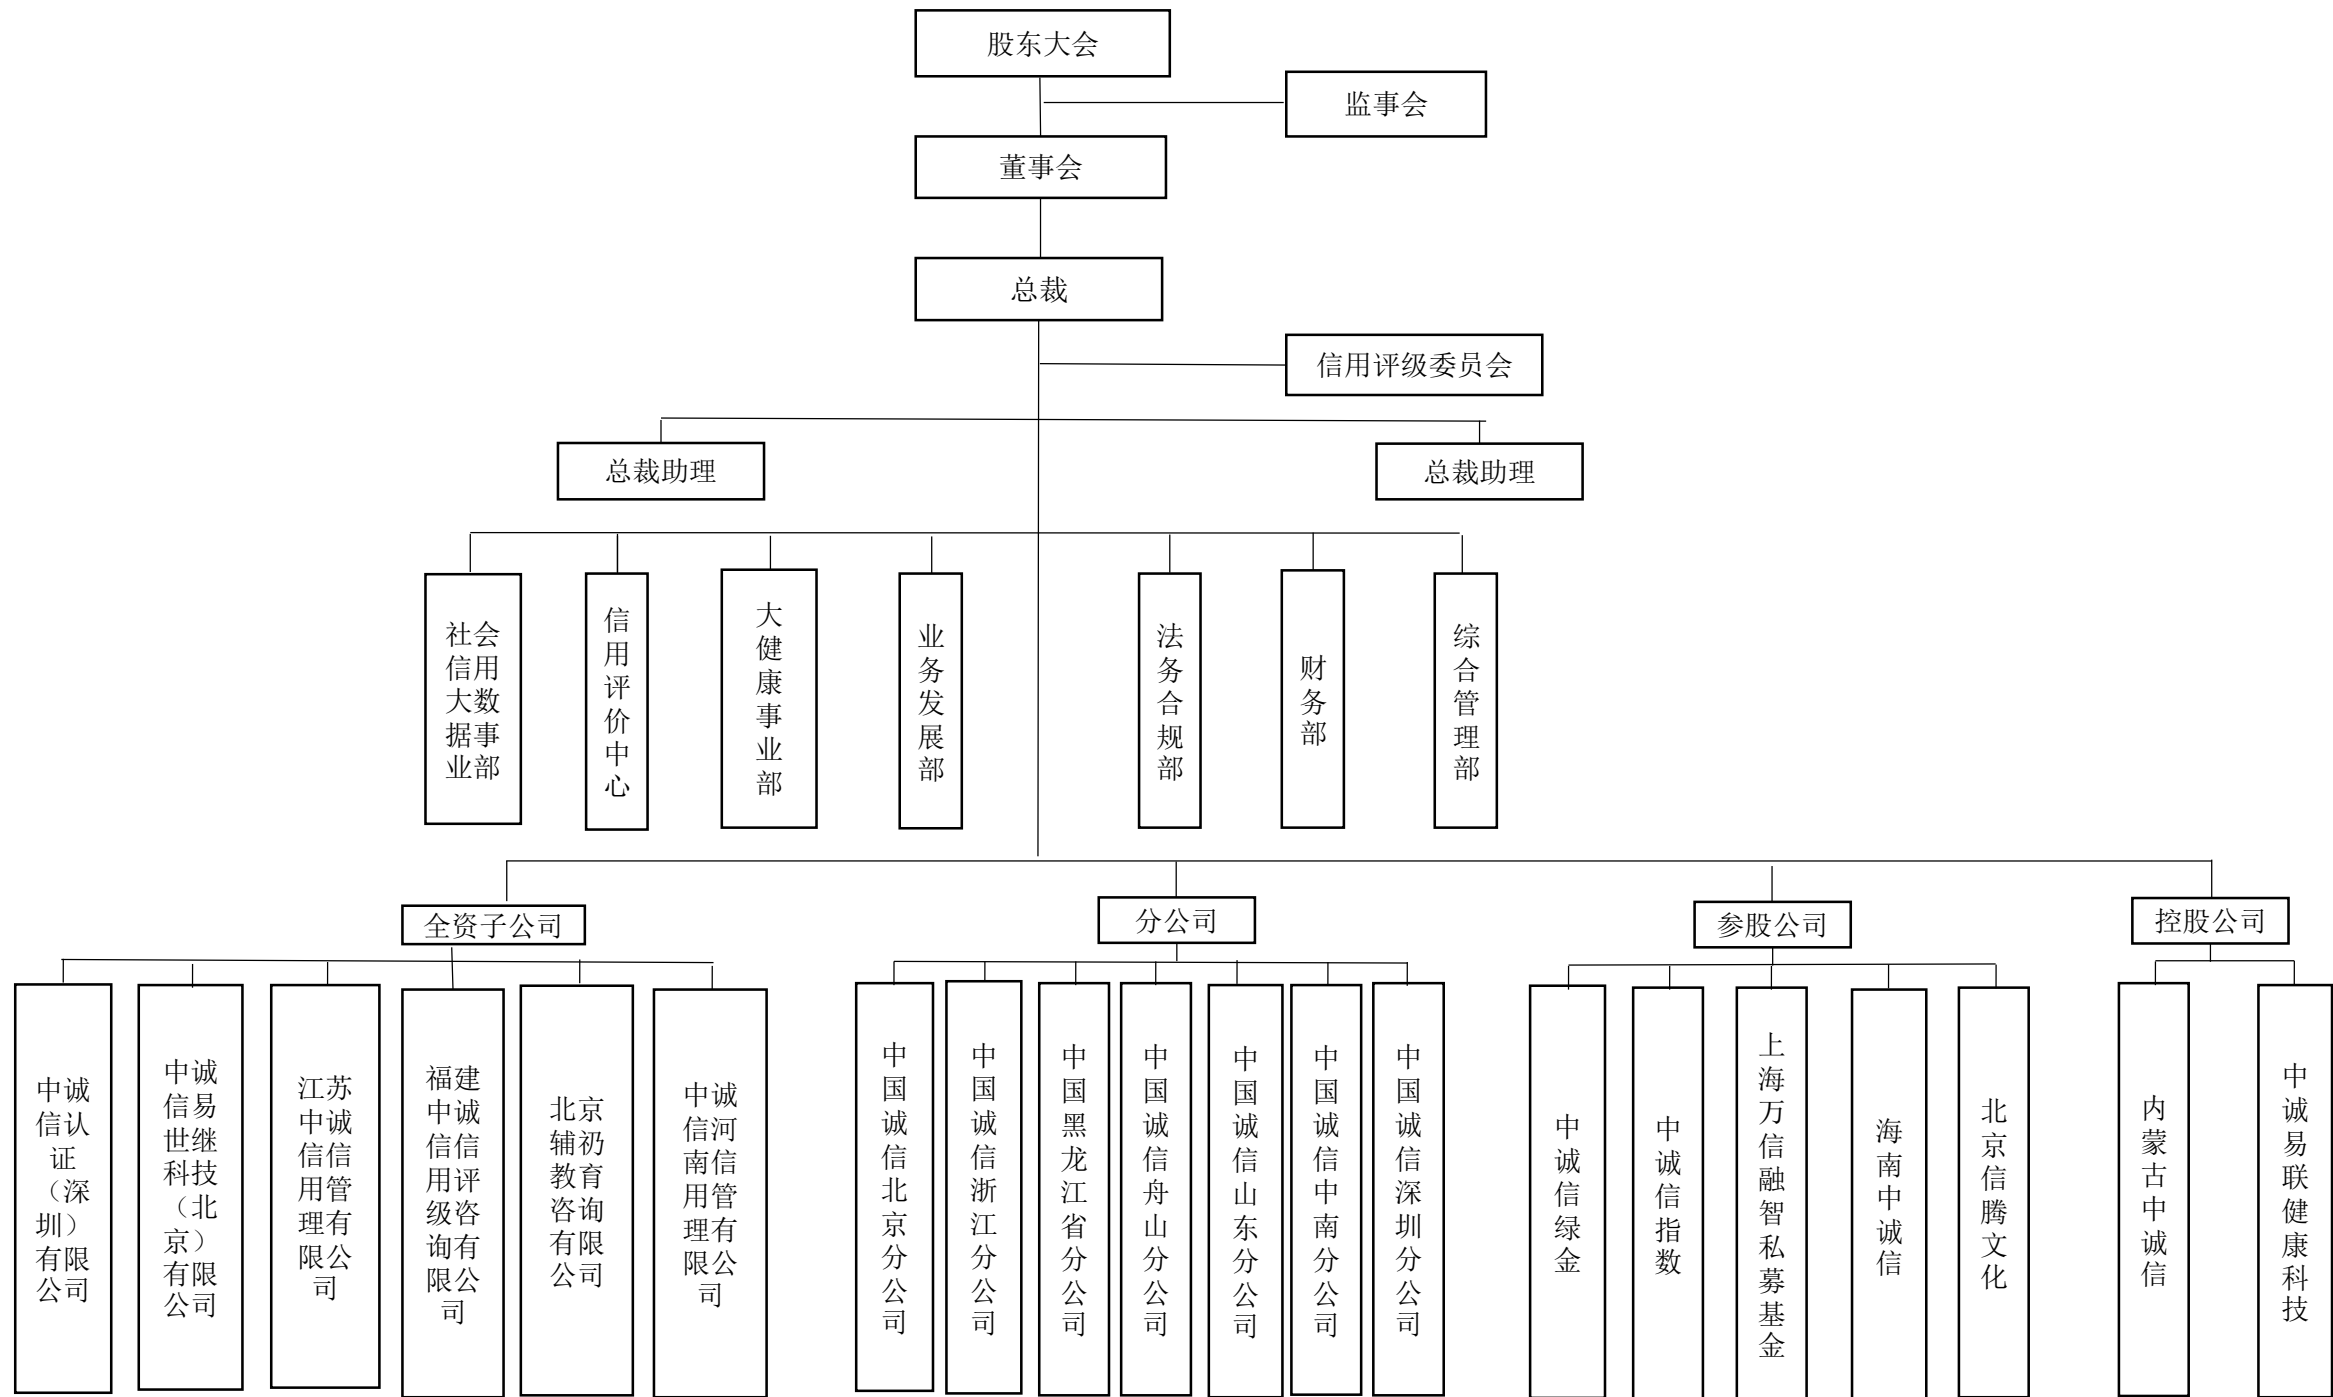 股东大会
监事会
董事会
总裁
信用评级委员会
总裁助理
总裁助理
社会
信用
大数
据事
业部
信用评价中心
大健康事业部
业务发展部
法务合规部
财务部
综合管理部
全资子公司
分公司
参股公司
控股公司
中诚
信认
证
（深
圳）
有限
公司
中诚
信易
世继
科技
（北
京）
有限
公司
江苏
中诚
信信
用管
理有
限公
司
福建
中诚
信信
用评
级咨
询有
限公
司
北京
辅礽
教育
咨询
有限
公司
中诚
信河
南信
用管
理有
限公
司
中国诚信北京分公司
中国诚信浙江分公司
中国黑龙江省分公司
中国诚信舟山分公司
中国诚信山东分公司
中国诚信中南分公司
中国诚信深圳分公司
中诚信绿金
中诚信指数
上海万信融智私募基金
海南中诚信
北京信腾文化
内蒙古中诚信
中诚易联健康科技